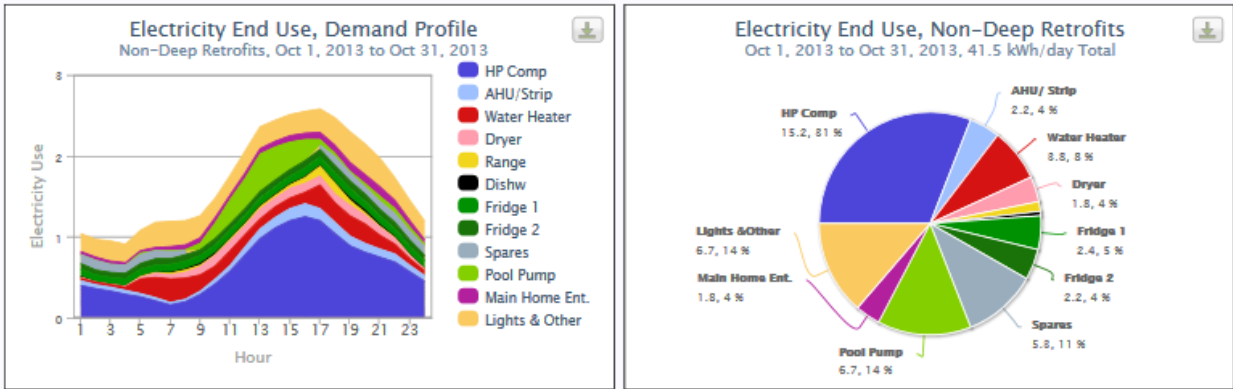 Electricity End Use, Demand Profile
Non-Deep Retrofits, Oct 1, 2013 to Oct 31, 2013
3
2
1
0
Electricity Use
1 3 5 7 9 11 13 15 17 19 21 23
Hour
HP Comp
AHU/Strip
Water Heater
Dryer
Range
Dishw
Fridge 1
Fridge 2
Spares
Pool Pump
Main Home Ent.
Lights & Other
Electricity End Use, Non-Deep Retrofits
Oct 1, 2013 to Oct 31, 2013, 41.5 kWh/day Total
HP Comp
15.2, 81 %
AHU/ Strip
2.2, 4 %
Water Heater
8.8, 8 %
Dryer
1.8, 4 %
Fridge 1
2.4, 5 %
Fridge 2
2.2, 4 %
Spares
5.8, 11 %
Pool Pump
6.7, 14 %
Main Home Ent.
1.8, 4 %
Lights &Other
6.7, 14 %